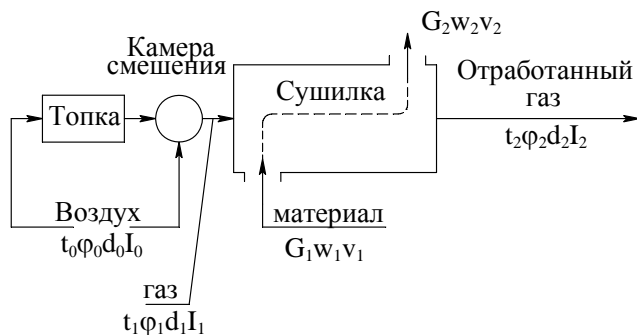 G₂w₂v₂
Камера
смешения
Отработанный
газ
Сушилка
Топка
t₂φ₂d₂I₂
Воздух
t₀φ₀d₀I₀
материал
G₁w₁v₁
газ
t₁φ₁d₁I₁